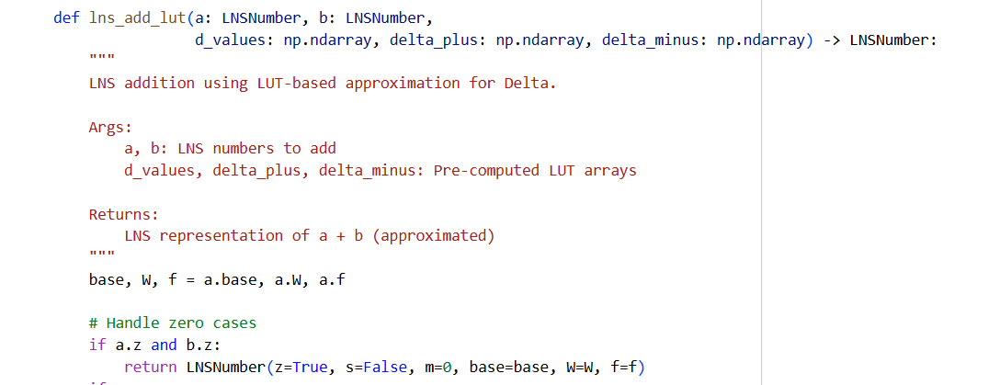 def lns_add_lut(a: LNSNumber, b: LNSNumber,
                d_values: np.ndarray, delta_plus: np.ndarray, delta_minus: np.ndarray) -> LNSNumber:
    """
    LNS addition using LUT-based approximation for Delta.

    Args:
        a, b: LNS numbers to add
        d_values, delta_plus, delta_minus: Pre-computed LUT arrays

    Returns:
        LNS representation of a + b (approximated)
    """
    base, W, f = a.base, a.W, a.f

    # Handle zero cases
    if a.z and b.z:
        return LNSNumber(z=True, s=False, m=0, base=base, W=W, f=f)